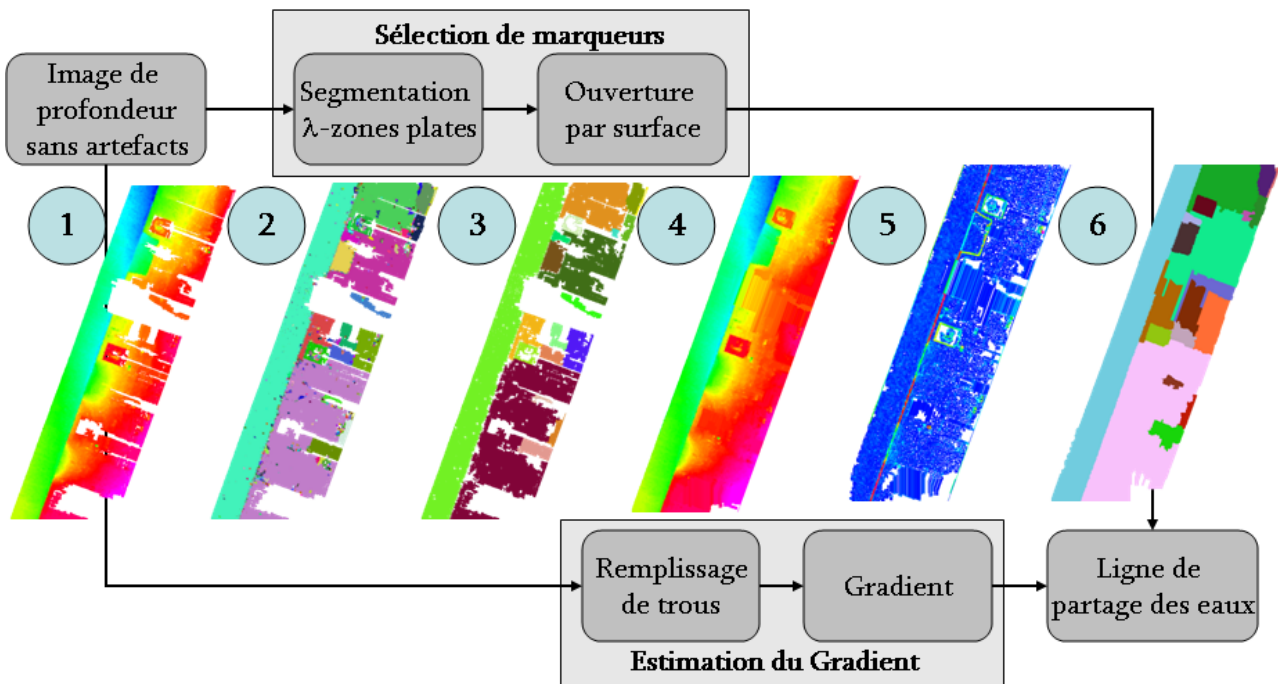 Sélection de marqueurs
Image de
profondeur
sans artefacts
Segmentation
λ-zones plates
Ouverture
par surface
1
2
3
4
5
6
Remplissage
de trous
Gradient
Ligne de
partage des eaux
Estimation du Gradient